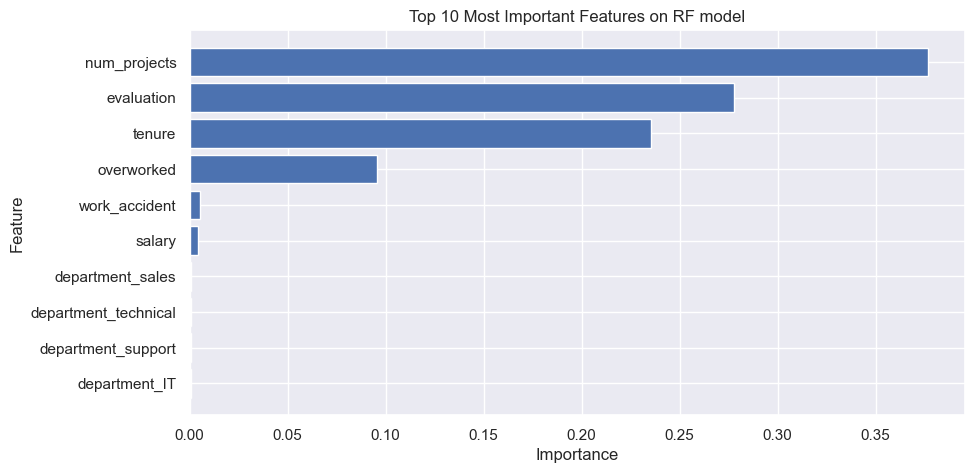 Top 10 Most Important Features on RF model
Feature
num_projects
evaluation
tenure
overworked
work_accident
salary
department_sales
department_technical
department_support
department_IT
0.00 0.05 0.10 0.15 0.20 0.25 0.30 0.35
Importance